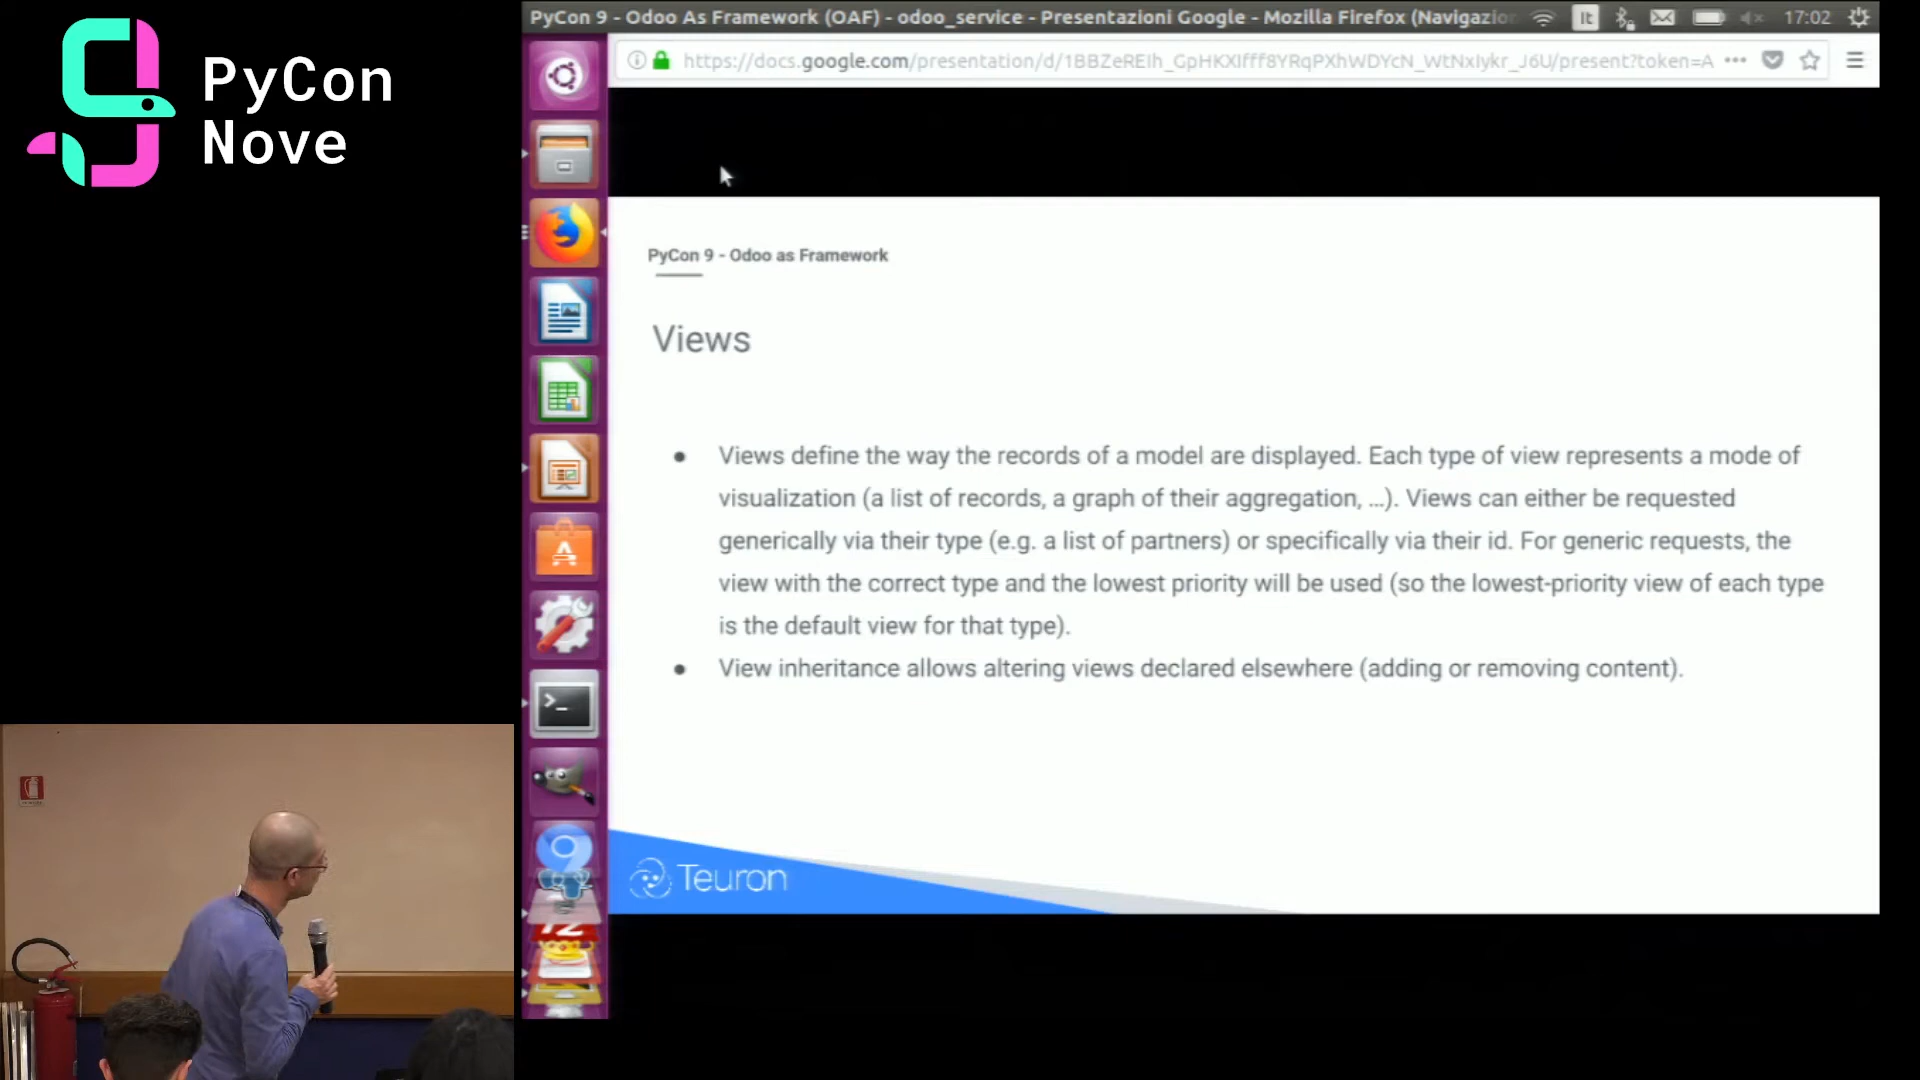 PyCon
Nove
PyCon 9 - Odoo As Framework (OAF) - odoo_service - Presentazioni Google - Mozilla Firefox (Navigazio
It
17:02
https://docs.google.com/presentation/d/1BBZeREIh_GpHKXIfff8YRqPXhWDYcN_WtNxIykr_J6U/present?token=A
PyCon 9 - Odoo as Framework
Views
● Views define the way the records of a model are displayed. Each type of view represents a mode of
visualization (a list of records, a graph of their aggregation, ...). Views can either be requested
generically via their type (e.g. a list of partners) or specifically via their id. For generic requests, the
view with the correct type and the lowest priority will be used (so the lowest-priority view of each type
is the default view for that type).
● View inheritance allows altering views declared elsewhere (adding or removing content).
Teuron